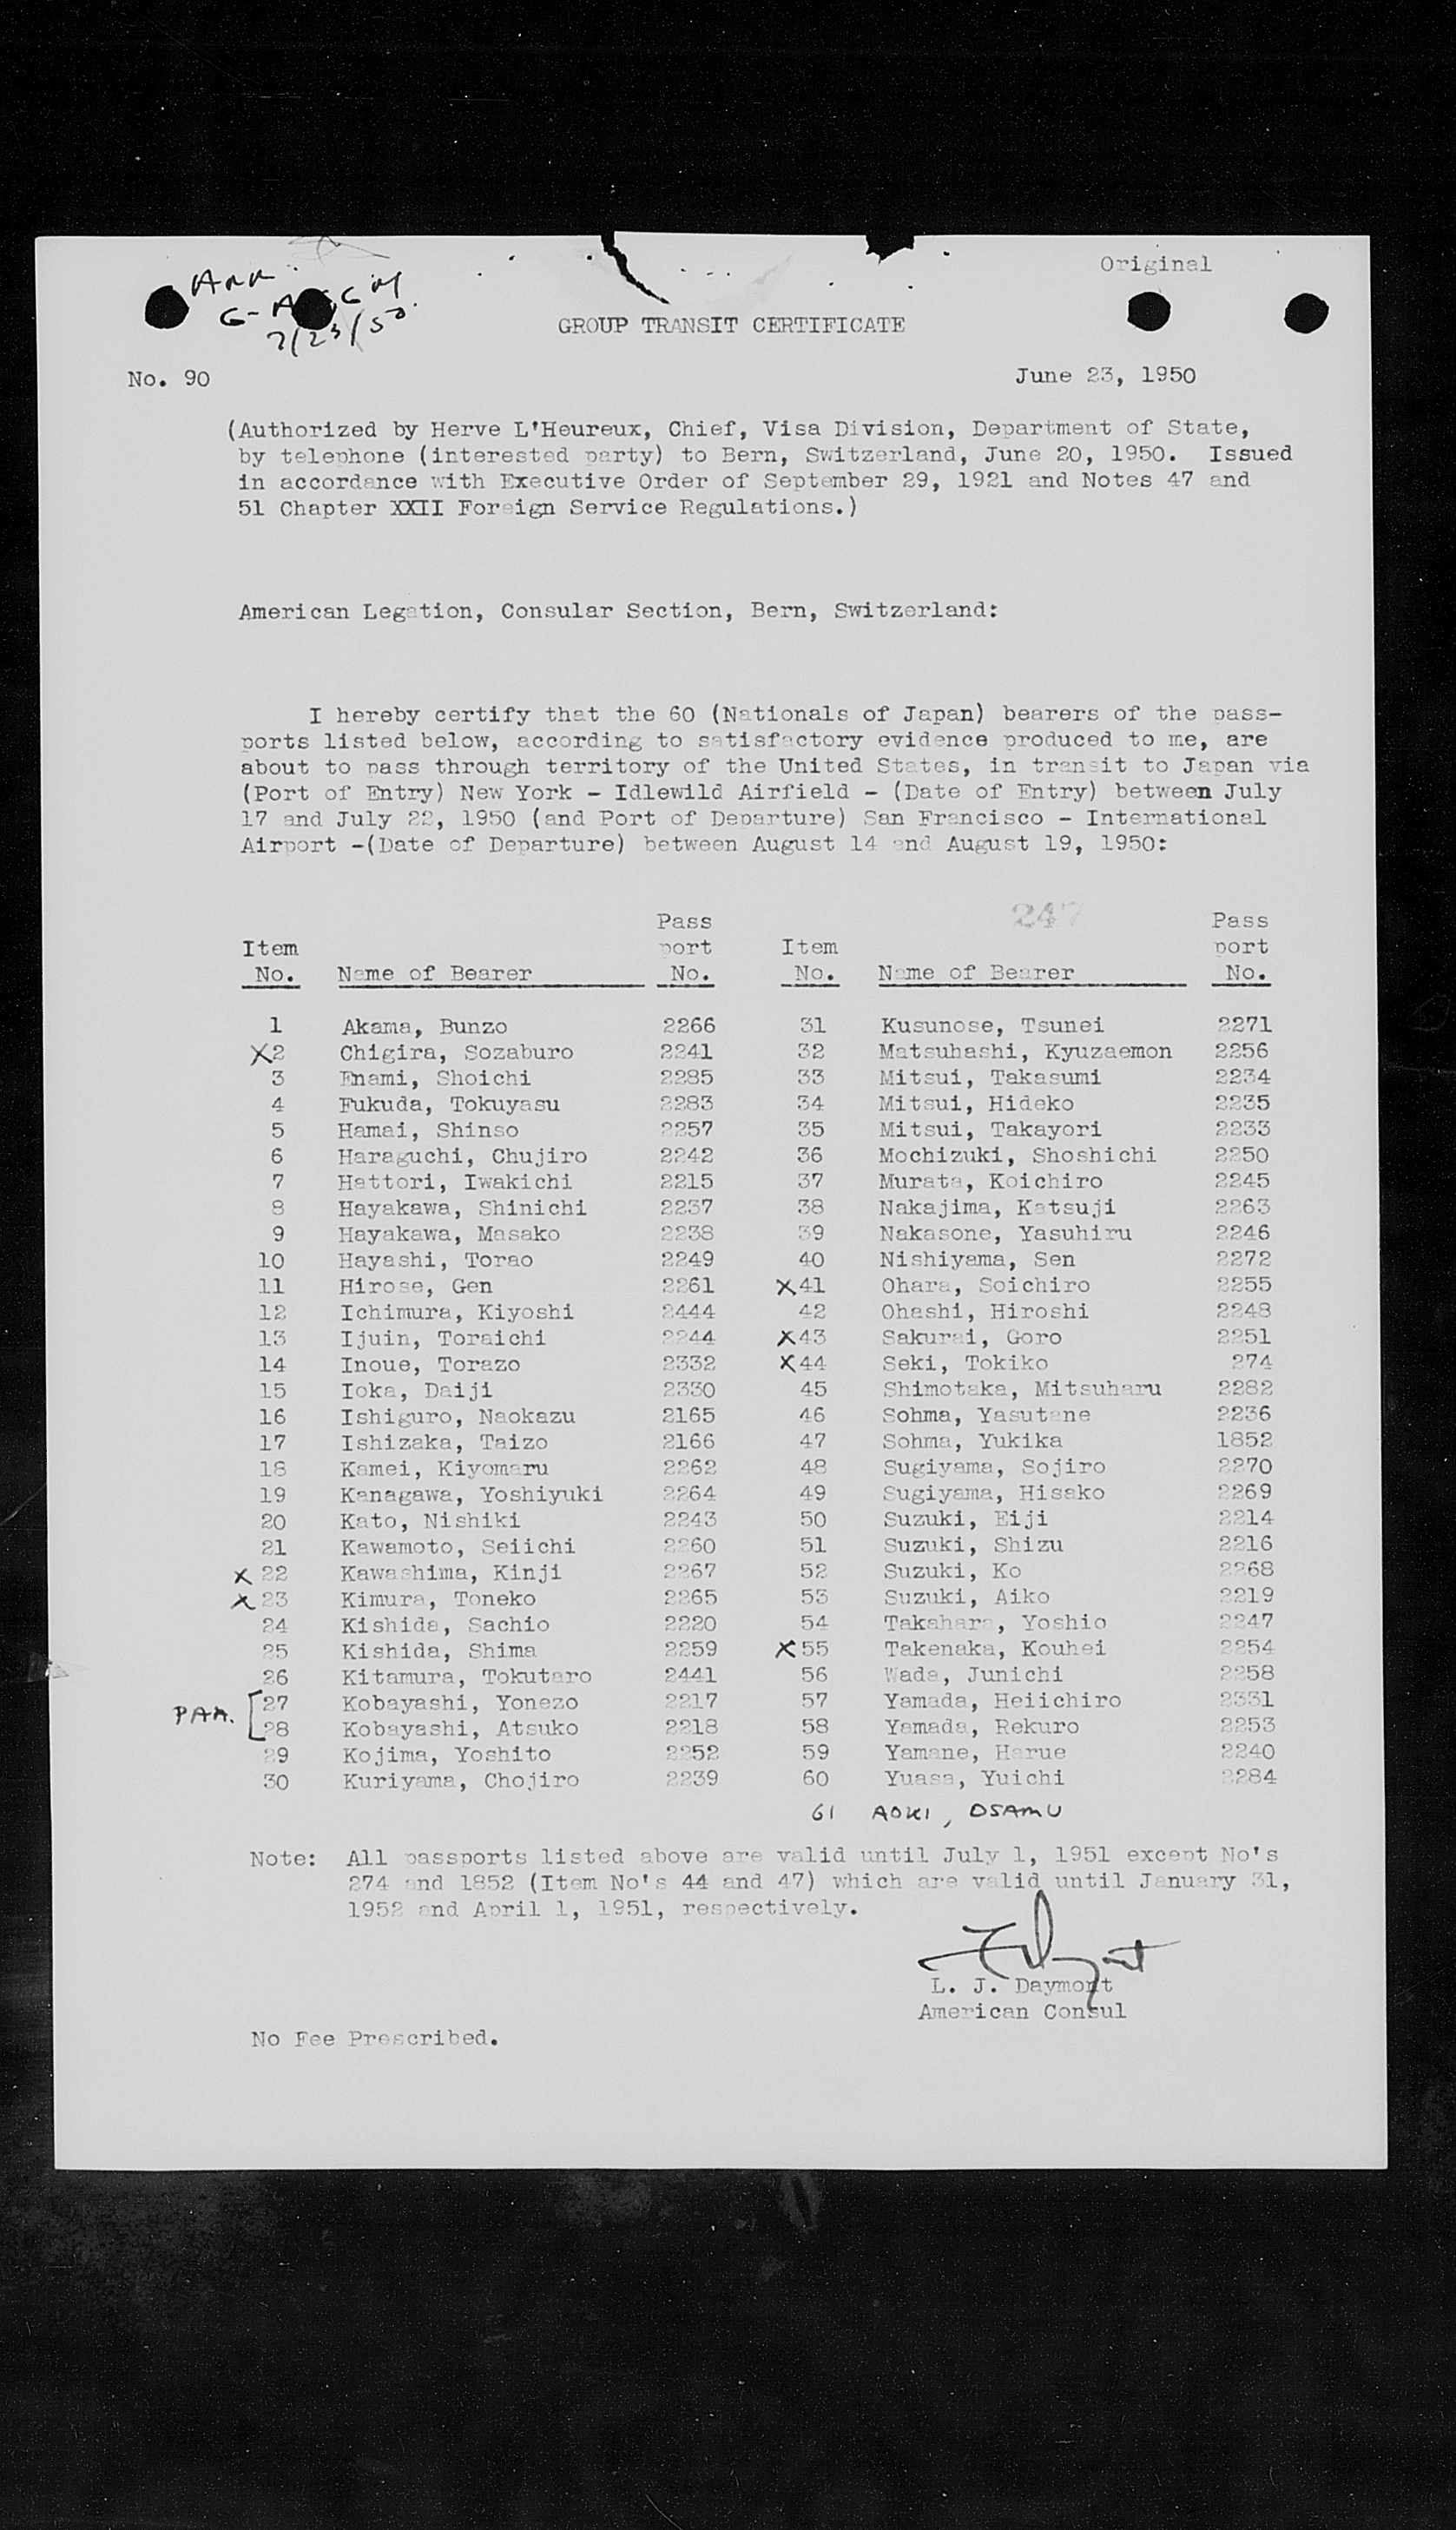 Original
ARR
G-A
7/23/50.
GROUP TRANSIT CERTIFICATE
No. 90 June 23, 1950
(Authorized by Herve L'Heureux, Chief, Visa Division, Department of State,
by telephone (interested party) to Bern, Switzerland, June 20, 1950. Issued
in accordance with Executive Order of September 29, 1921 and Notes 47 and
51 Chapter XXII Foreign Service Regulations.)
American Legation, Consular Section, Bern, Switzerland:
I hereby certify that the 60 (Nationals of Japan) bearers of the pass-
ports listed below, according to satisfactory evidence produced to me, are
about to pass through territory of the United States, in transit to Japan via
(Port of Entry) New York - Idlewild Airfield - (Date of Entry) between July
17 and July 22, 1950 (and Port of Departure) San Francisco - International
Airport -(Date of Departure) between August 14 and August 19, 1950:
247
Pass Pass
Item port Item port
No. Name of Bearer No. No. Name of Bearer No.
1 Akama, Bunzo 2266 31 Kusunose, Tsunei 2271
X2 Chigira, Sozaburo 2241 32 Matsuhashi, Kyuzaemon 2256
3 Enami, Shoichi 2285 33 Mitsui, Takasumi 2234
4 Fukuda, Tokuyasu 2283 34 Mitsui, Hideko 2235
5 Hamai, Shinso 2257 35 Mitsui, Takayori 2233
6 Haraguchi, Chujiro 2242 36 Mochizuki, Shoshichi 2250
7 Hattori, Iwakichi 2215 37 Murata, Koichiro 2245
8 Hayakawa, Shinichi 2237 38 Nakajima, Katsuji 2263
9 Hayakawa, Masako 2238 39 Nakasone, Yasuhiru 2246
10 Hayashi, Torao 2249 40 Nishiyama, Sen 2272
11 Hirose, Gen 2261 X41 Ohara, Soichiro 2255
12 Ichimura, Kiyoshi 2444 42 Ohashi, Hiroshi 2248
13 Ijuin, Toraichi 2244 X43 Sakurai, Goro 2251
14 Inoue, Torazo 2332 X44 Seki, Tokiko 274
15 Ioka, Daiji 2330 45 Shimotaka, Mitsuharu 2282
16 Ishiguro, Naokazu 2165 46 Sohma, Yasutane 2236
17 Ishizaka, Taizo 2166 47 Sohma, Yukika 1852
18 Kamei, Kiyomaru 2262 48 Sugiyama, Sojiro 2270
19 Kanagawa, Yoshiyuki 2264 49 Sugiyama, Hisako 2269
20 Kato, Nishiki 2243 50 Suzuki, Eiji 2214
21 Kawamoto, Seiichi 2260 51 Suzuki, Shizu 2216
X 22 Kawashima, Kinji 2267 52 Suzuki, Ko 2268
X 23 Kimura, Toneko 2265 53 Suzuki, Aiko 2219
24 Kishida, Sachio 2220 54 Takahara, Yoshio 2247
25 Kishida, Shima 2259 X55 Takenaka, Kouhei 2254
26 Kitamura, Tokutaro 2441 56 Wada, Junichi 2258
PAA. [27 Kobayashi, Yonezo 2217 57 Yamada, Heiichiro 2331
28 Kobayashi, Atsuko 2218 58 Yamada, Rekuro 2253
29 Kojima, Yoshito 2252 59 Yamane, Harue 2240
30 Kuriyama, Chojiro 2239 60 Yuasa, Yuichi 2284
61 AOKI, OSAMU
Note: All passports listed above are valid until July 1, 1951 except No's
274 and 1852 (Item No's 44 and 47) which are valid until January 31,
1952 and April 1, 1951, respectively.
L. J. Daymont
American Consul
No Fee Prescribed.